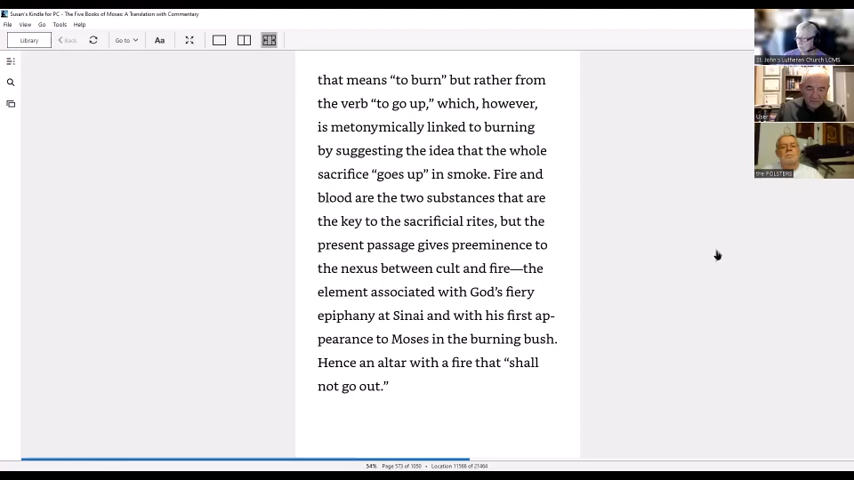 Susan's Kindle for PC - The Five Books of Moses: A Translation with Commentary
File View Go Tools Help
Library Back Go to Aa
St. John's Lutheran Church LCMS
that means “to burn” but rather from
the verb “to go up,” which, however,
is metonymically linked to burning
by suggesting the idea that the whole
sacrifice “goes up” in smoke. Fire and
blood are the two substances that are
the key to the sacrificial rites, but the
present passage gives preeminence to
the nexus between cult and fire—the
element associated with God’s fiery
epiphany at Sinai and with his first ap-
pearance to Moses in the burning bush.
Hence an altar with a fire that “shall
not go out.”
User
the POLSTERS
54% Page 573 of 1050 • Location 11566 of 21464